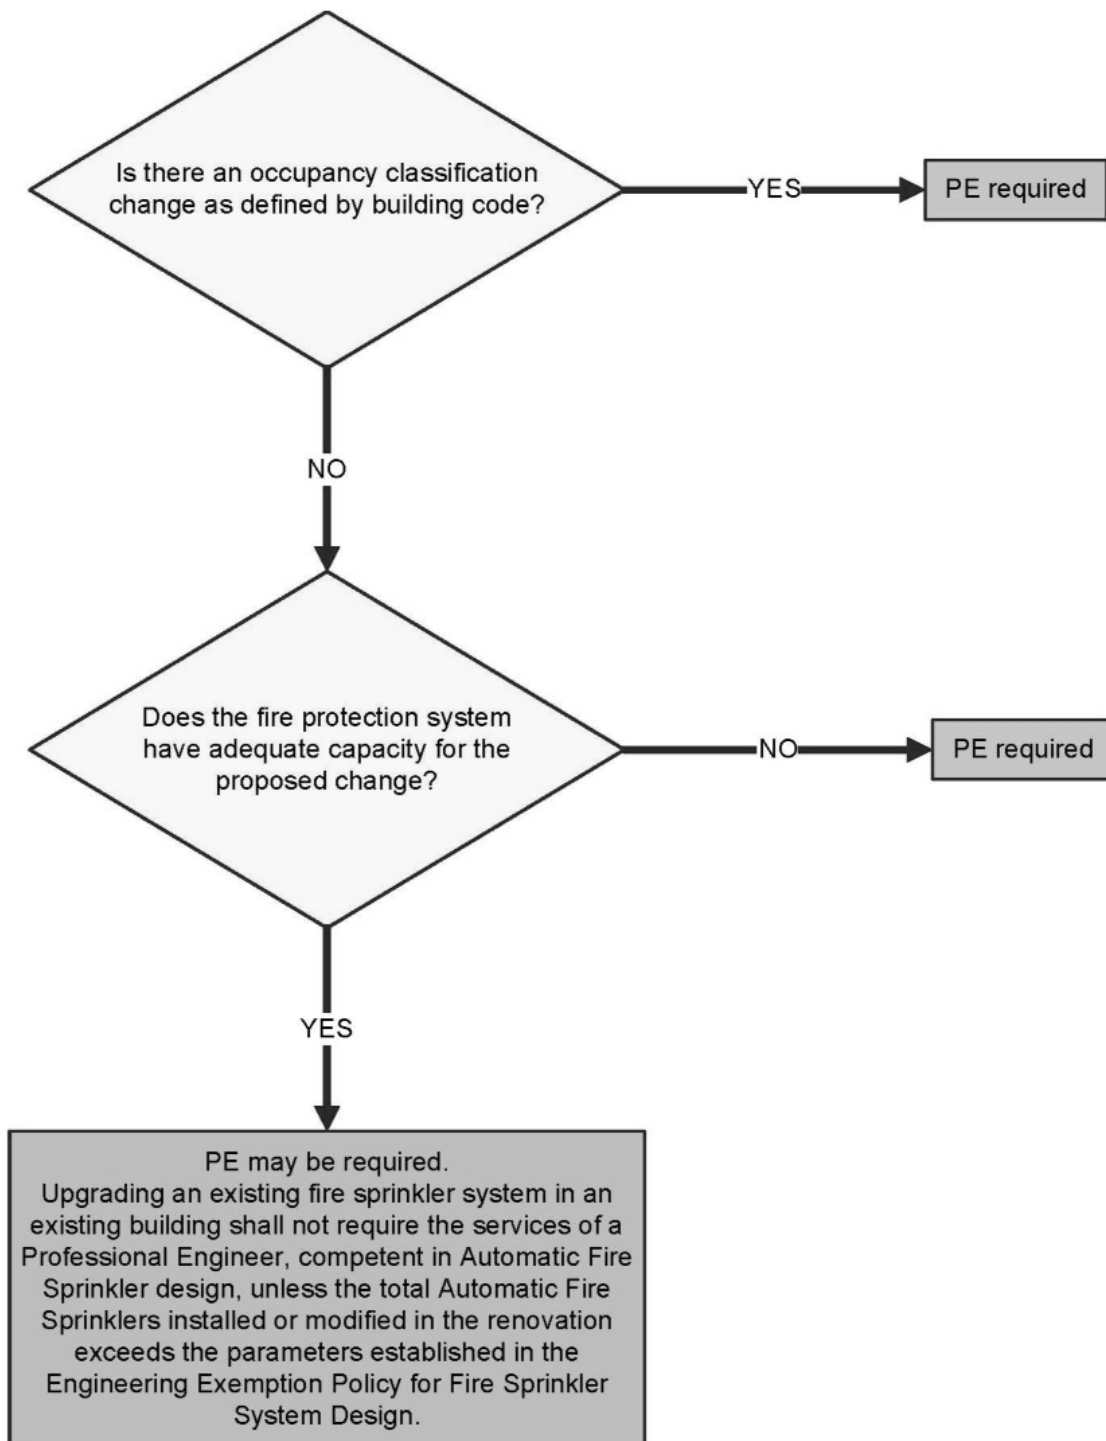 Is there an occupancy classification
change as defined by building code?
YES
PE required
NO
Does the fire protection system
have adequate capacity for the
proposed change?
NO
PE required
YES
PE may be required.
Upgrading an existing fire sprinkler system in an
existing building shall not require the services of a
Professional Engineer, competent in Automatic Fire
Sprinkler design, unless the total Automatic Fire
Sprinklers installed or modified in the renovation
exceeds the parameters established in the
Engineering Exemption Policy for Fire Sprinkler
System Design.